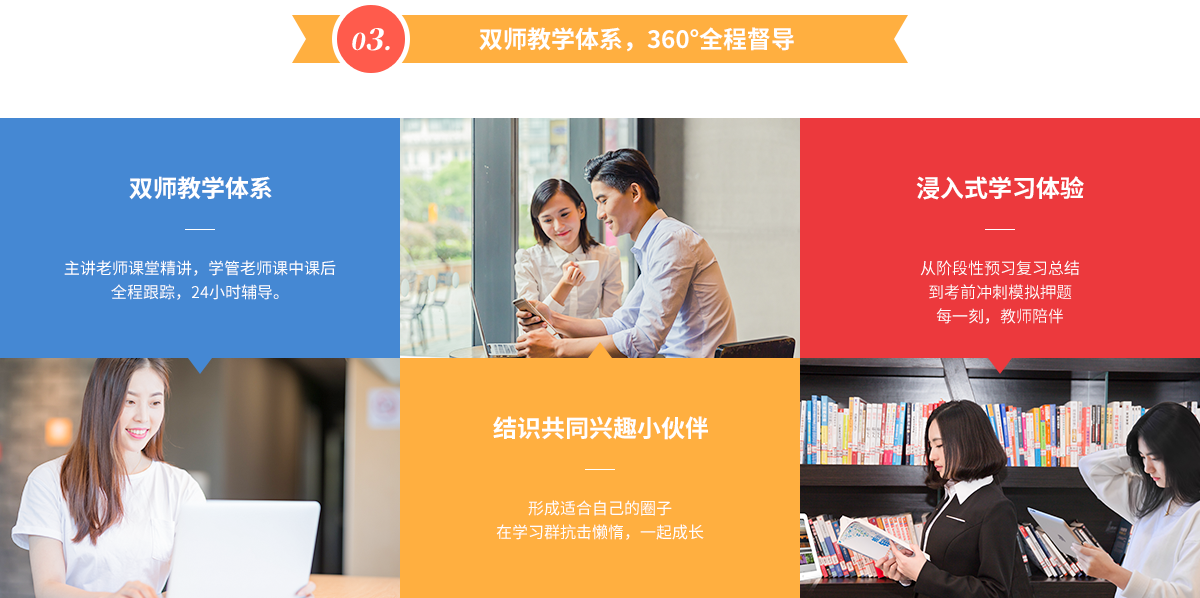 03.
双师教学体系，360°全程督导
双师教学体系
主讲老师课堂精讲，学管老师课中课后
全程跟踪，24小时辅导。
浸入式学习体验
从阶段性预习复习总结
到考前冲刺模拟押题
每一刻，教师陪伴
结识共同兴趣小伙伴
形成适合自己的圈子
在学习群抗击懒惰，一起成长